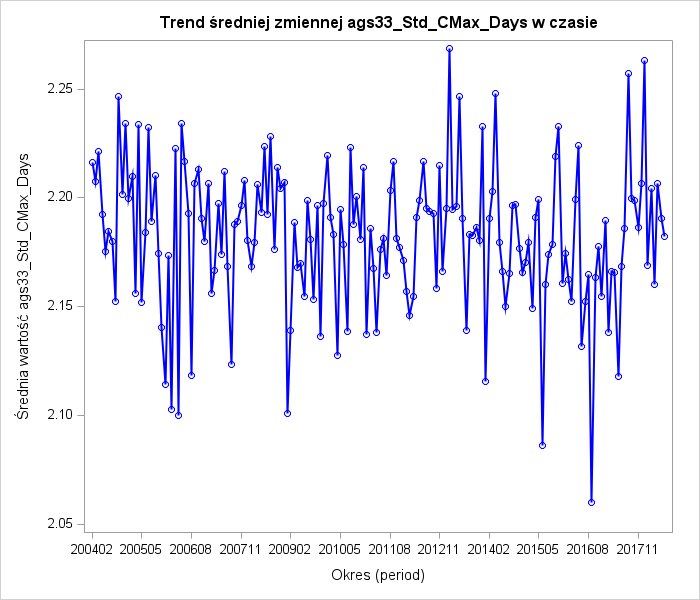 Trend średniej zmiennej ags33_Std_CMax_Days w czasie
Średnia wartość ags33_Std_CMax_Days
2.25
2.20
2.15
2.10
2.05
200402 200505 200608 200711 200902 201005 201108 201211 201402 201505 201608 201711
Okres (period)